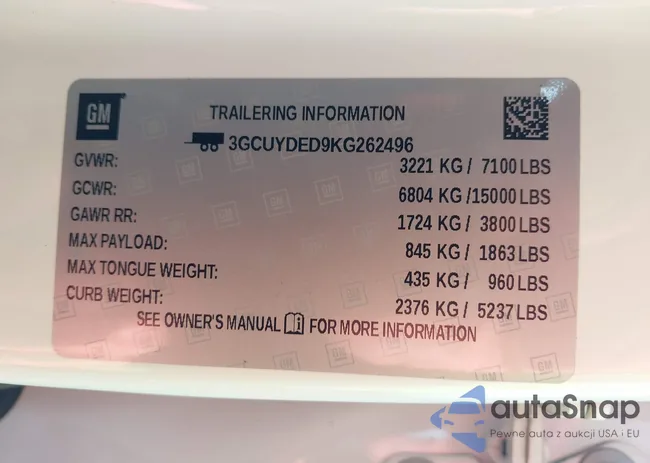 GM
TRAILERING INFORMATION
3GCUYDED9KG262496
GVWR: 3221 KG / 7100 LBS
GCWR: 6804 KG /15000 LBS
GAWR RR: 1724 KG / 3800 LBS
MAX PAYLOAD: 845 KG / 1863 LBS
MAX TONGUE WEIGHT: 435 KG / 960 LBS
CURB WEIGHT: 2376 KG / 5237 LBS
SEE OWNER'S MANUAL FOR MORE INFORMATION
autaSnap
Pewne auta z aukcji USA i EU